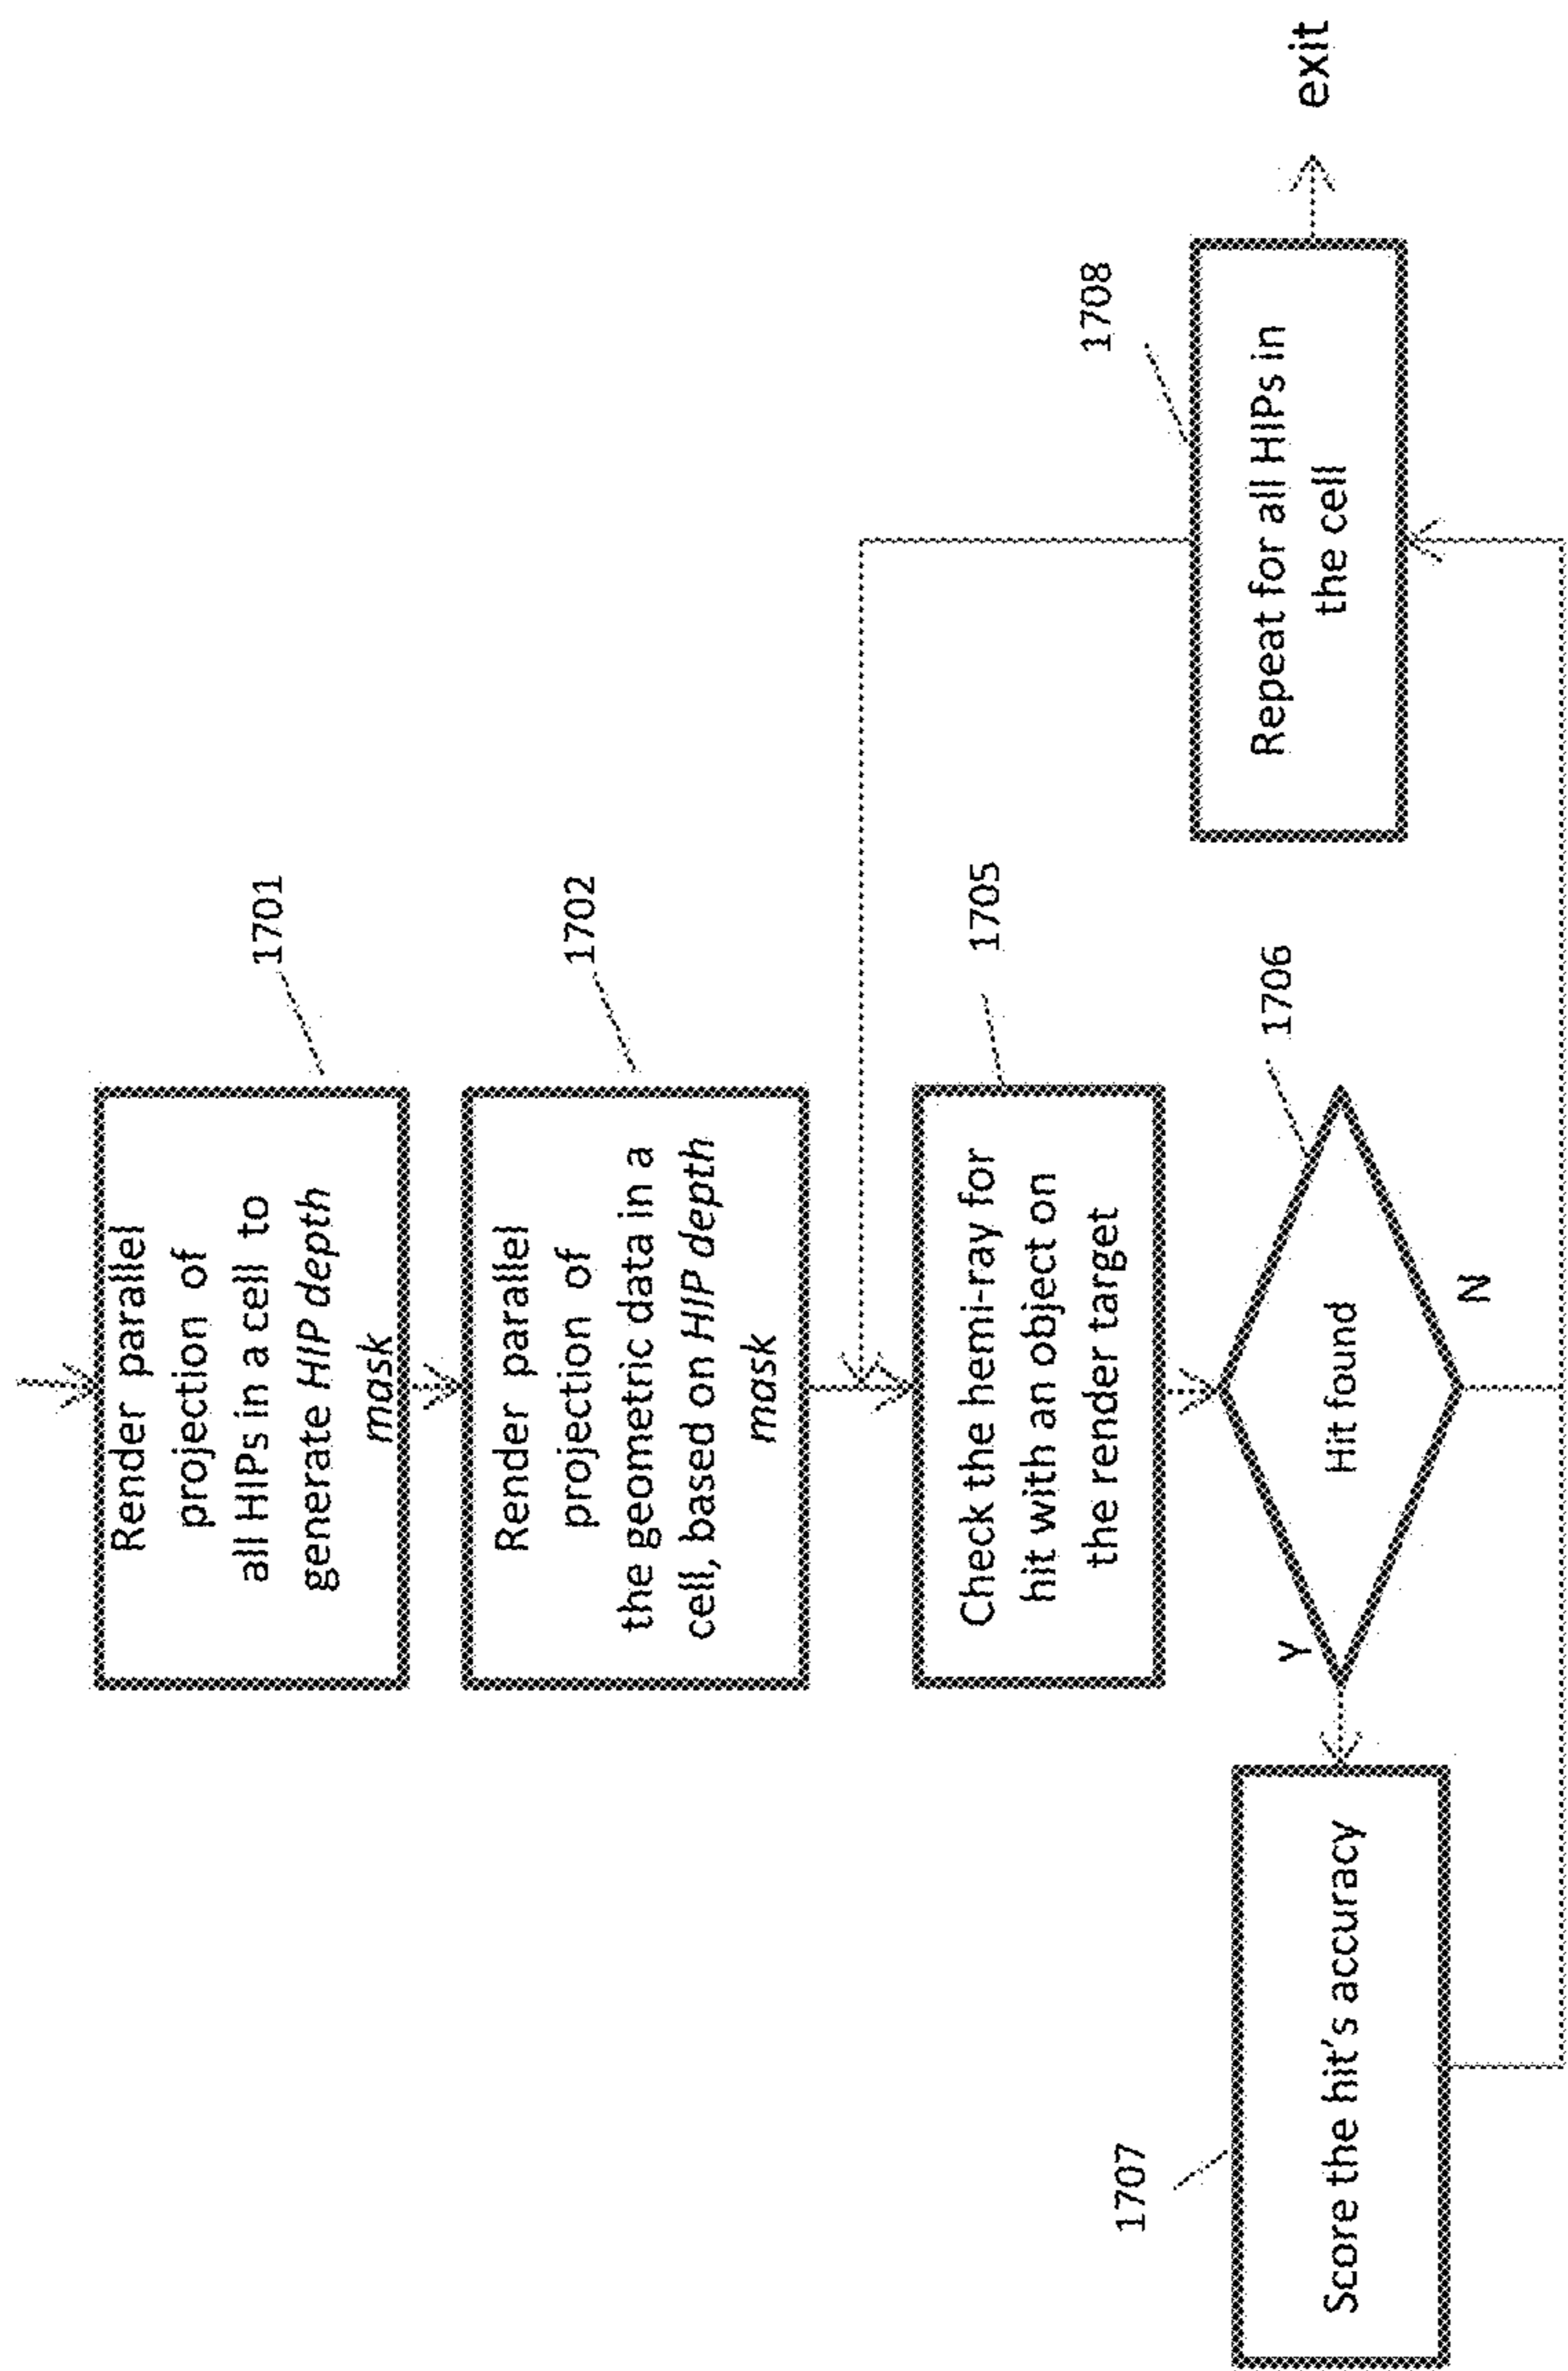 Render parallel
projection of
all HIPs in a cell to
generate HIP depth
mask
1701
Render parallel
projection of
the geometric data in a
cell, based on HIP depth
mask
1702
Check the hemi-ray for
hit with an object on
the render target
1705
Hit found
1706
Y
N
1707
Score the hit's accuracy
1708
Repeat for all HIPs in
the cell
exit